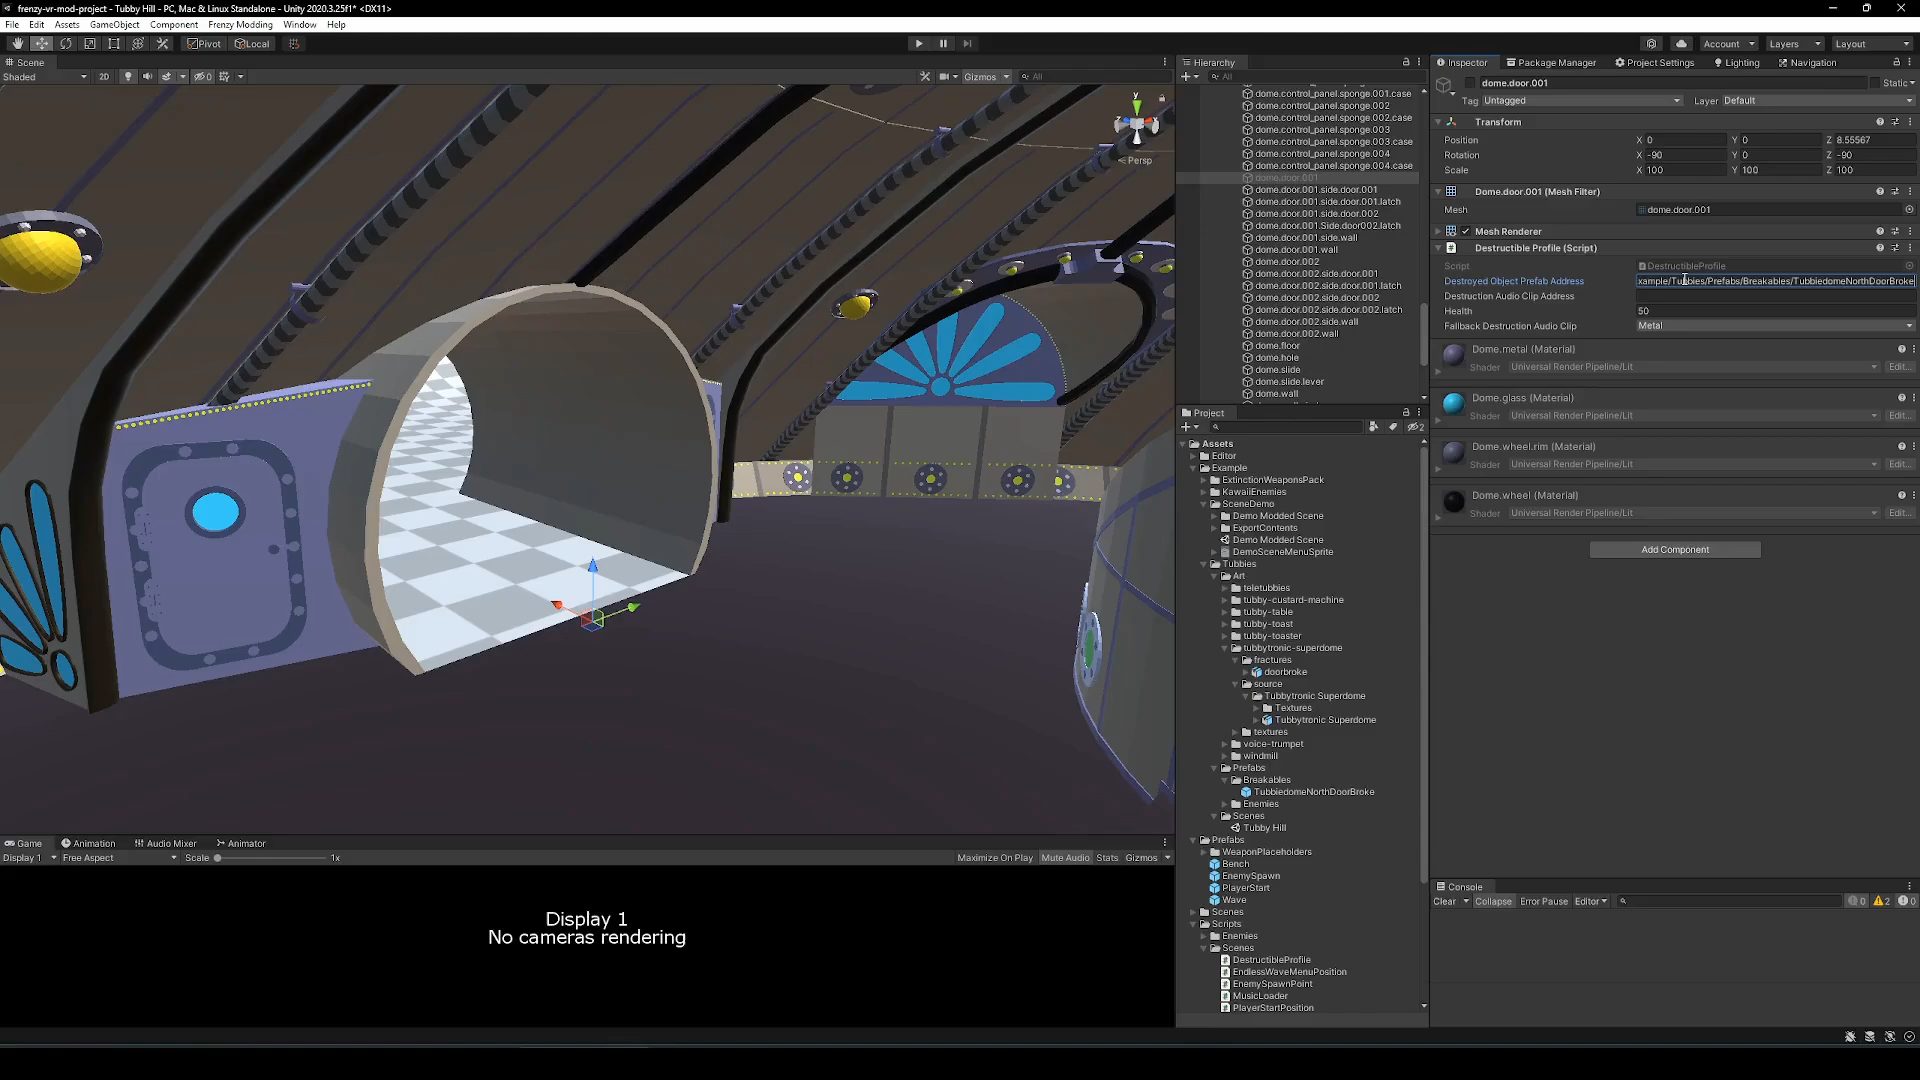 frenzy-vr-mod-project - Tubby Hill - PC, Mac & Linux Standalone - Unity 2020.3.25f1* <DX11>
File Edit Assets GameObject Component Frenzy Modding Window Help
Pivot Local Account Layers Layout
Scene
Shaded 2D 0 Gizmos All
y
< Persp
Game Animation Audio Mixer Animator
Display 1 Free Aspect Scale 1x Maximize On Play Mute Audio Stats Gizmos
Display 1
No cameras rendering
Hierarchy
All
dome.control_panel.sponge.001.case
dome.control_panel.sponge.002
dome.control_panel.sponge.002.case
dome.control_panel.sponge.003
dome.control_panel.sponge.003.case
dome.control_panel.sponge.004
dome.control_panel.sponge.004.case
dome.door.001
dome.door.001.side.door.001
dome.door.001.side.door.001.latch
dome.door.001.side.door.002
dome.door.001.Side.door002.latch
dome.door.001.side.wall
dome.door.001.wall
dome.door.002
dome.door.002.side.door.001
dome.door.002.side.door.001.latch
dome.door.002.side.door.002
dome.door.002.side.door.002.latch
dome.door.002.side.wall
dome.door.002.wall
dome.floor
dome.hole
dome.slide
dome.slide.lever
dome.wall
Project
2
Assets
Editor
Example
ExtinctionWeaponsPack
KawaiiEnemies
SceneDemo
Demo Modded Scene
ExportContents
Demo Modded Scene
DemoSceneMenuSprite
Tubbies
Art
teletubbies
tubby-custard-machine
tubby-table
tubby-toast
tubby-toaster
tubbytronic-superdome
fractures
doorbroke
source
Tubbytronic Superdome
Textures
Tubbytronic Superdome
textures
voice-trumpet
windmill
Prefabs
Breakables
TubbiedomeNorthDoorBroke
Enemies
Scenes
Tubby Hill
Prefabs
WeaponPlaceholders
Bench
EnemySpawn
PlayerStart
Wave
Scenes
Scripts
Enemies
Scenes
DestructibleProfile
EndlessWaveMenuPosition
EnemySpawnPoint
MusicLoader
PlayerStartPosition
Inspector Package Manager Project Settings Lighting Navigation
dome.door.001 Static
Tag Untagged Layer Default
Transform
Position X 0 Y 0 Z 8.55567
Rotation X -90 Y 0 Z -90
Scale X 100 Y 100 Z 100
Dome.door.001 (Mesh Filter)
Mesh dome.door.001
Mesh Renderer
Destructible Profile (Script)
Script DestructibleProfile
Destroyed Object Prefab Address xample/Tubbies/Prefabs/Breakables/TubbiedomeNorthDoorBroke
Destruction Audio Clip Address
Health 50
Fallback Destruction Audio Clip Metal
Dome.metal (Material)
Shader Universal Render Pipeline/Lit Edit...
Dome.glass (Material)
Shader Universal Render Pipeline/Lit Edit...
Dome.wheel.rim (Material)
Shader Universal Render Pipeline/Lit Edit...
Dome.wheel (Material)
Shader Universal Render Pipeline/Lit Edit...
Add Component
Console
Clear Collapse Error Pause Editor 0 2 0